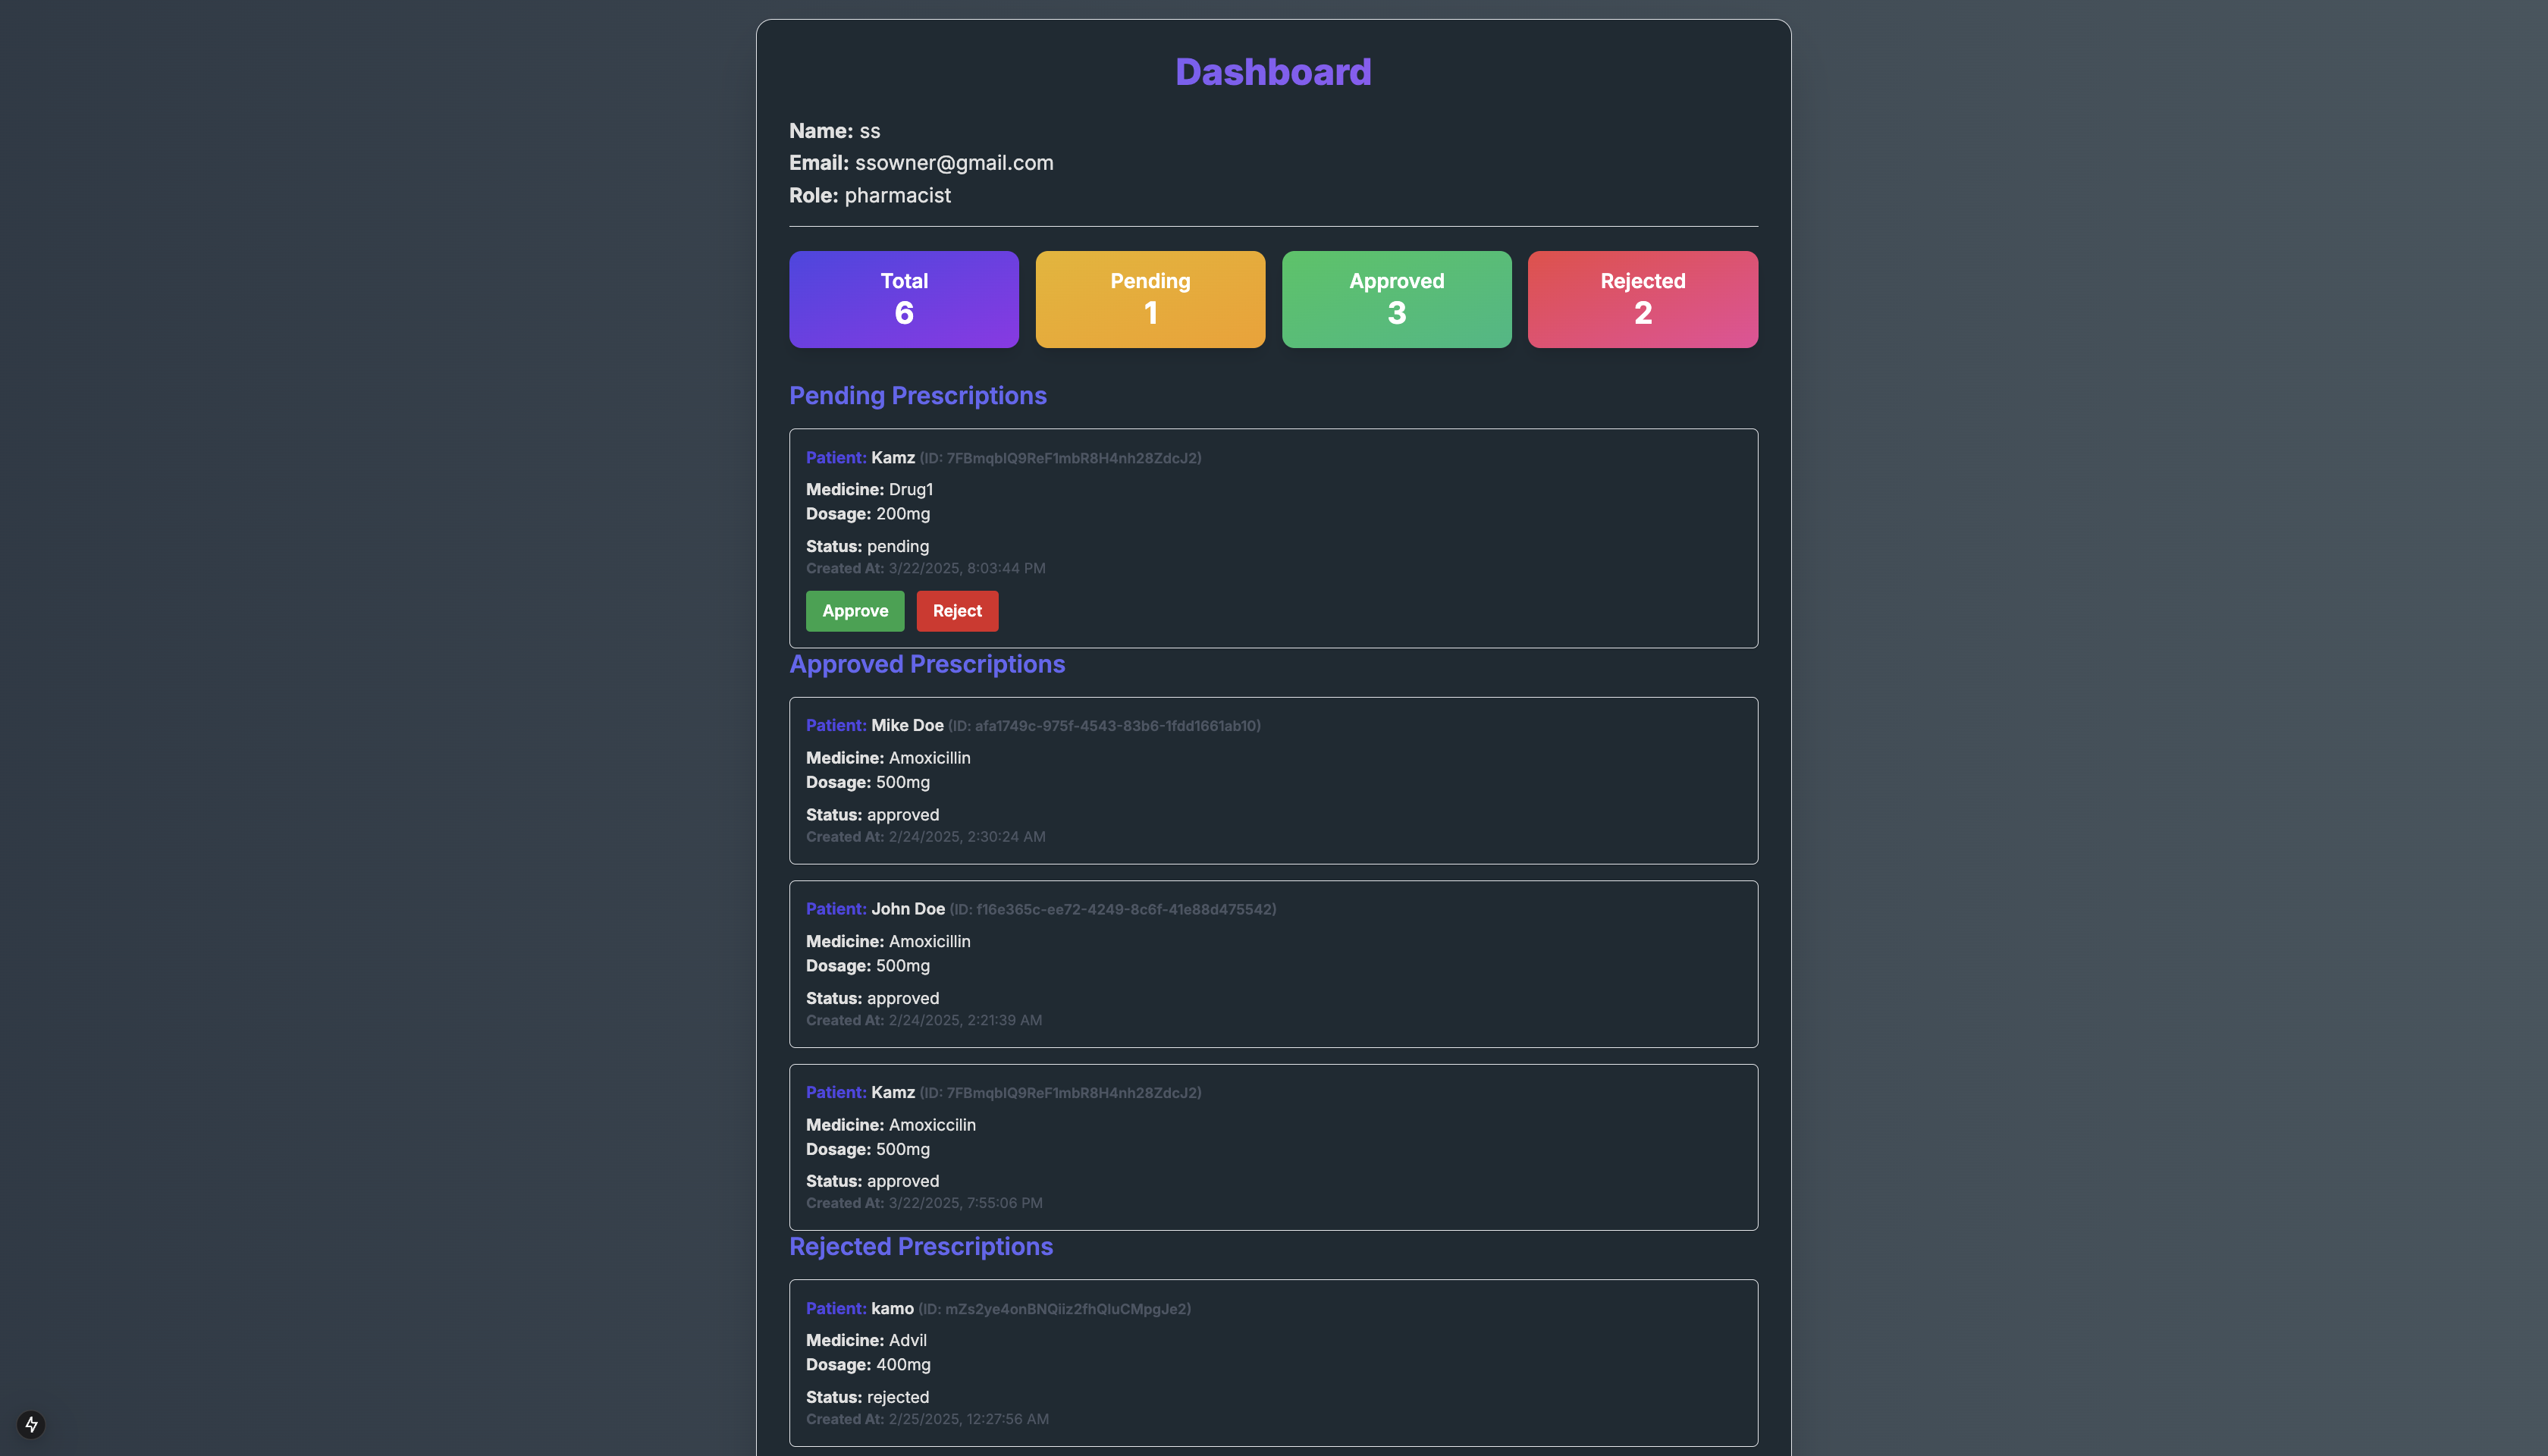 Dashboard
Name: ss
Email: ssowner@gmail.com
Role: pharmacist
Total
6
Pending
1
Approved
3
Rejected
2
Pending Prescriptions
Patient: Kamz (ID: 7FBmqbIQ9ReF1mbR8H4nh28ZdcJ2)
Medicine: Drug1
Dosage: 200mg
Status: pending
Created At: 3/22/2025, 8:03:44 PM
Approve
Reject
Approved Prescriptions
Patient: Mike Doe (ID: afa1749c-975f-4543-83b6-1fdd1661ab10)
Medicine: Amoxicillin
Dosage: 500mg
Status: approved
Created At: 2/24/2025, 2:30:24 AM
Patient: John Doe (ID: f16e365c-ee72-4249-8c6f-41e88d475542)
Medicine: Amoxicillin
Dosage: 500mg
Status: approved
Created At: 2/24/2025, 2:21:39 AM
Patient: Kamz (ID: 7FBmqbIQ9ReF1mbR8H4nh28ZdcJ2)
Medicine: Amoxiccilin
Dosage: 500mg
Status: approved
Created At: 3/22/2025, 7:55:06 PM
Rejected Prescriptions
Patient: kamo (ID: mZs2ye4onBNQiiz2fhQIuCMpgJe2)
Medicine: Advil
Dosage: 400mg
Status: rejected
Created At: 2/25/2025, 12:27:56 AM